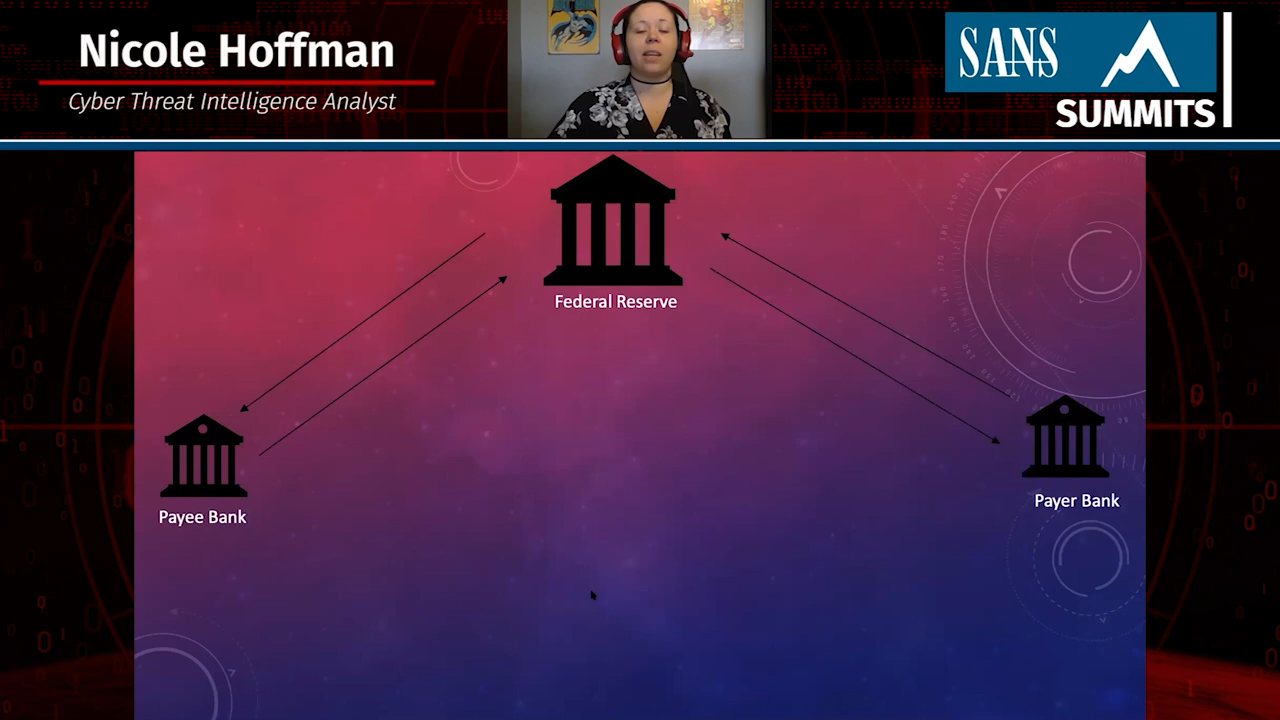 Nicole Hoffman
Cyber Threat Intelligence Analyst
SANS
SUMMITS
Federal Reserve
Payee Bank
Payer Bank